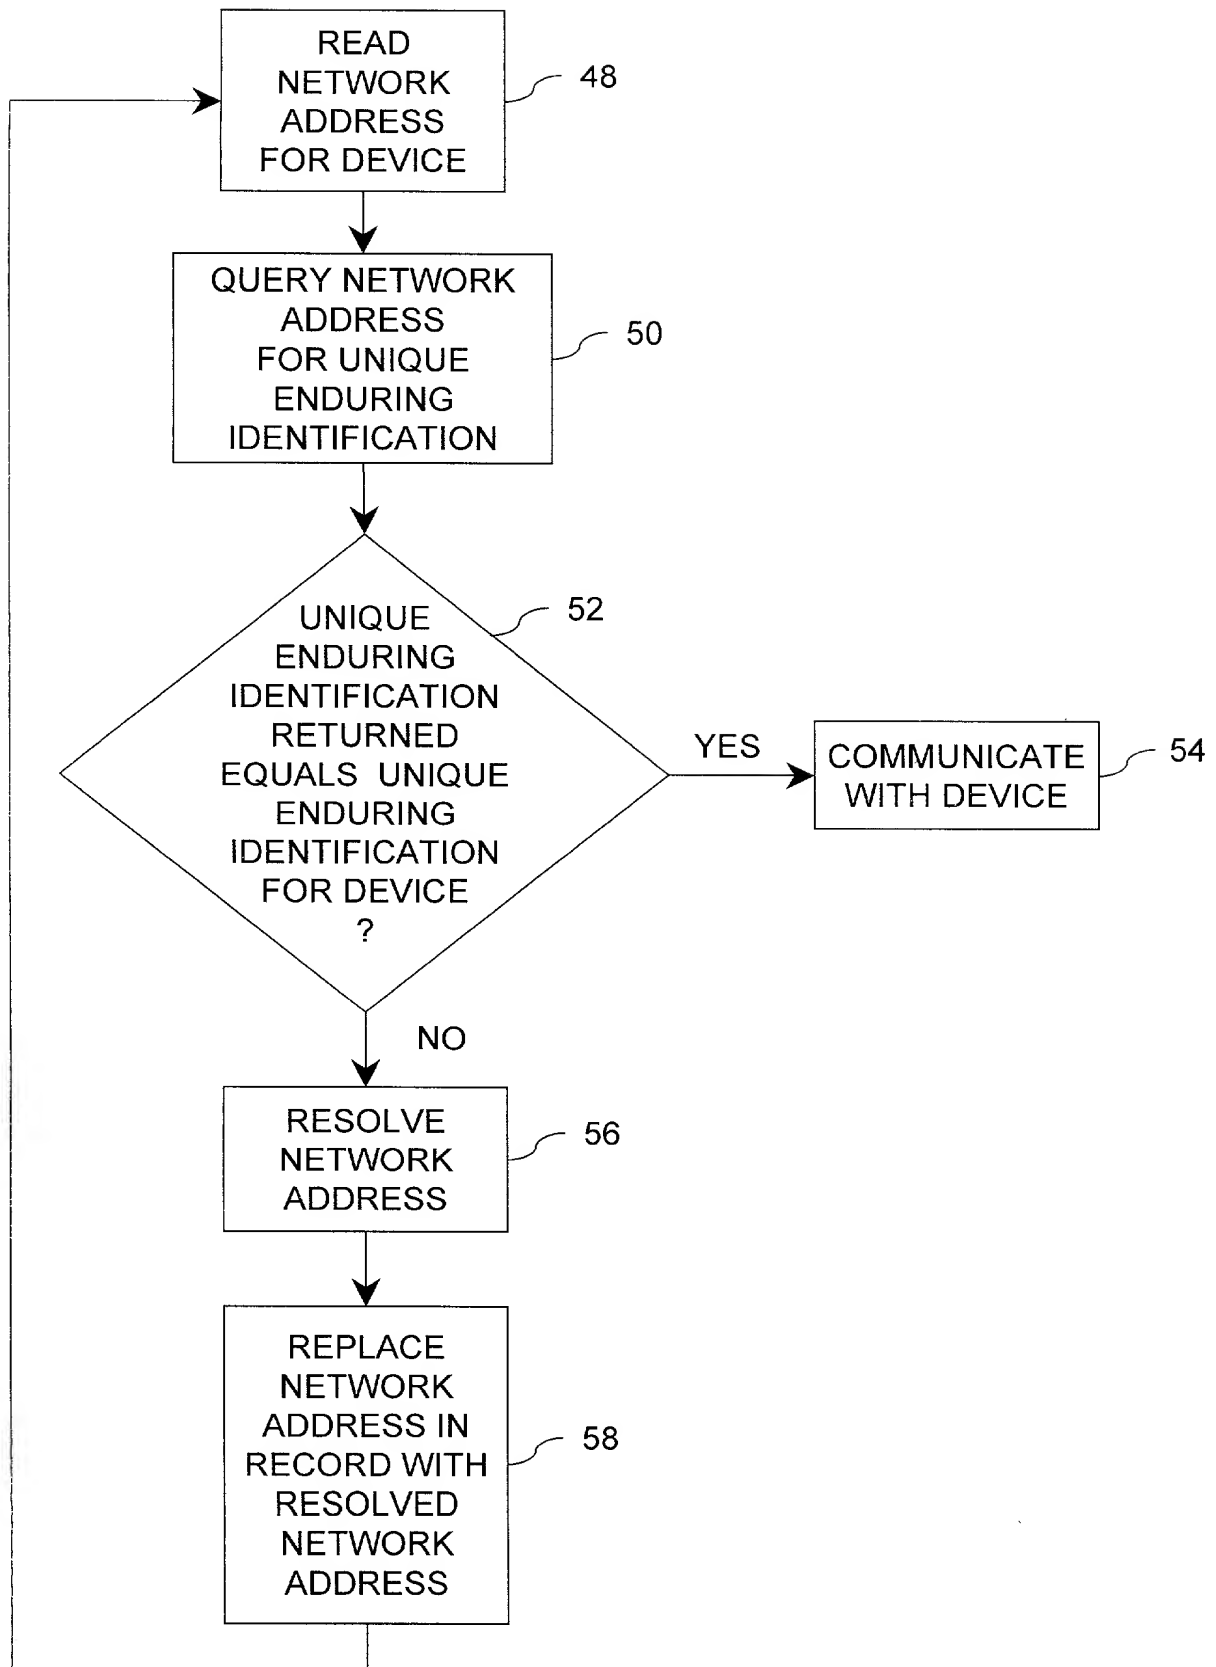 READ
NETWORK
ADDRESS
FOR DEVICE
48
QUERY NETWORK
ADDRESS
FOR UNIQUE
ENDURING
IDENTIFICATION
50
UNIQUE
ENDURING
IDENTIFICATION
RETURNED
EQUALS UNIQUE
ENDURING
IDENTIFICATION
FOR DEVICE
?
52
YES
COMMUNICATE
WITH DEVICE
54
NO
RESOLVE
NETWORK
ADDRESS
56
REPLACE
NETWORK
ADDRESS IN
RECORD WITH
RESOLVED
NETWORK
ADDRESS
58